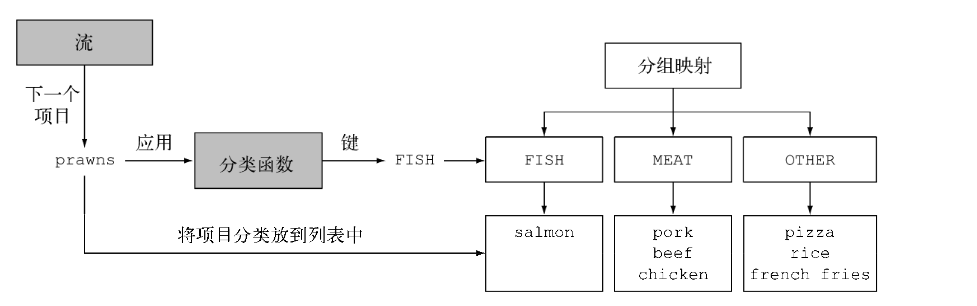 流
分组映射
下一个
项目
prawns
应用
分类函数
键
FISH
FISH
MEAT
OTHER
将项目分类放到列表中
salmon
pork
beef
chicken
pizza
rice
french fries